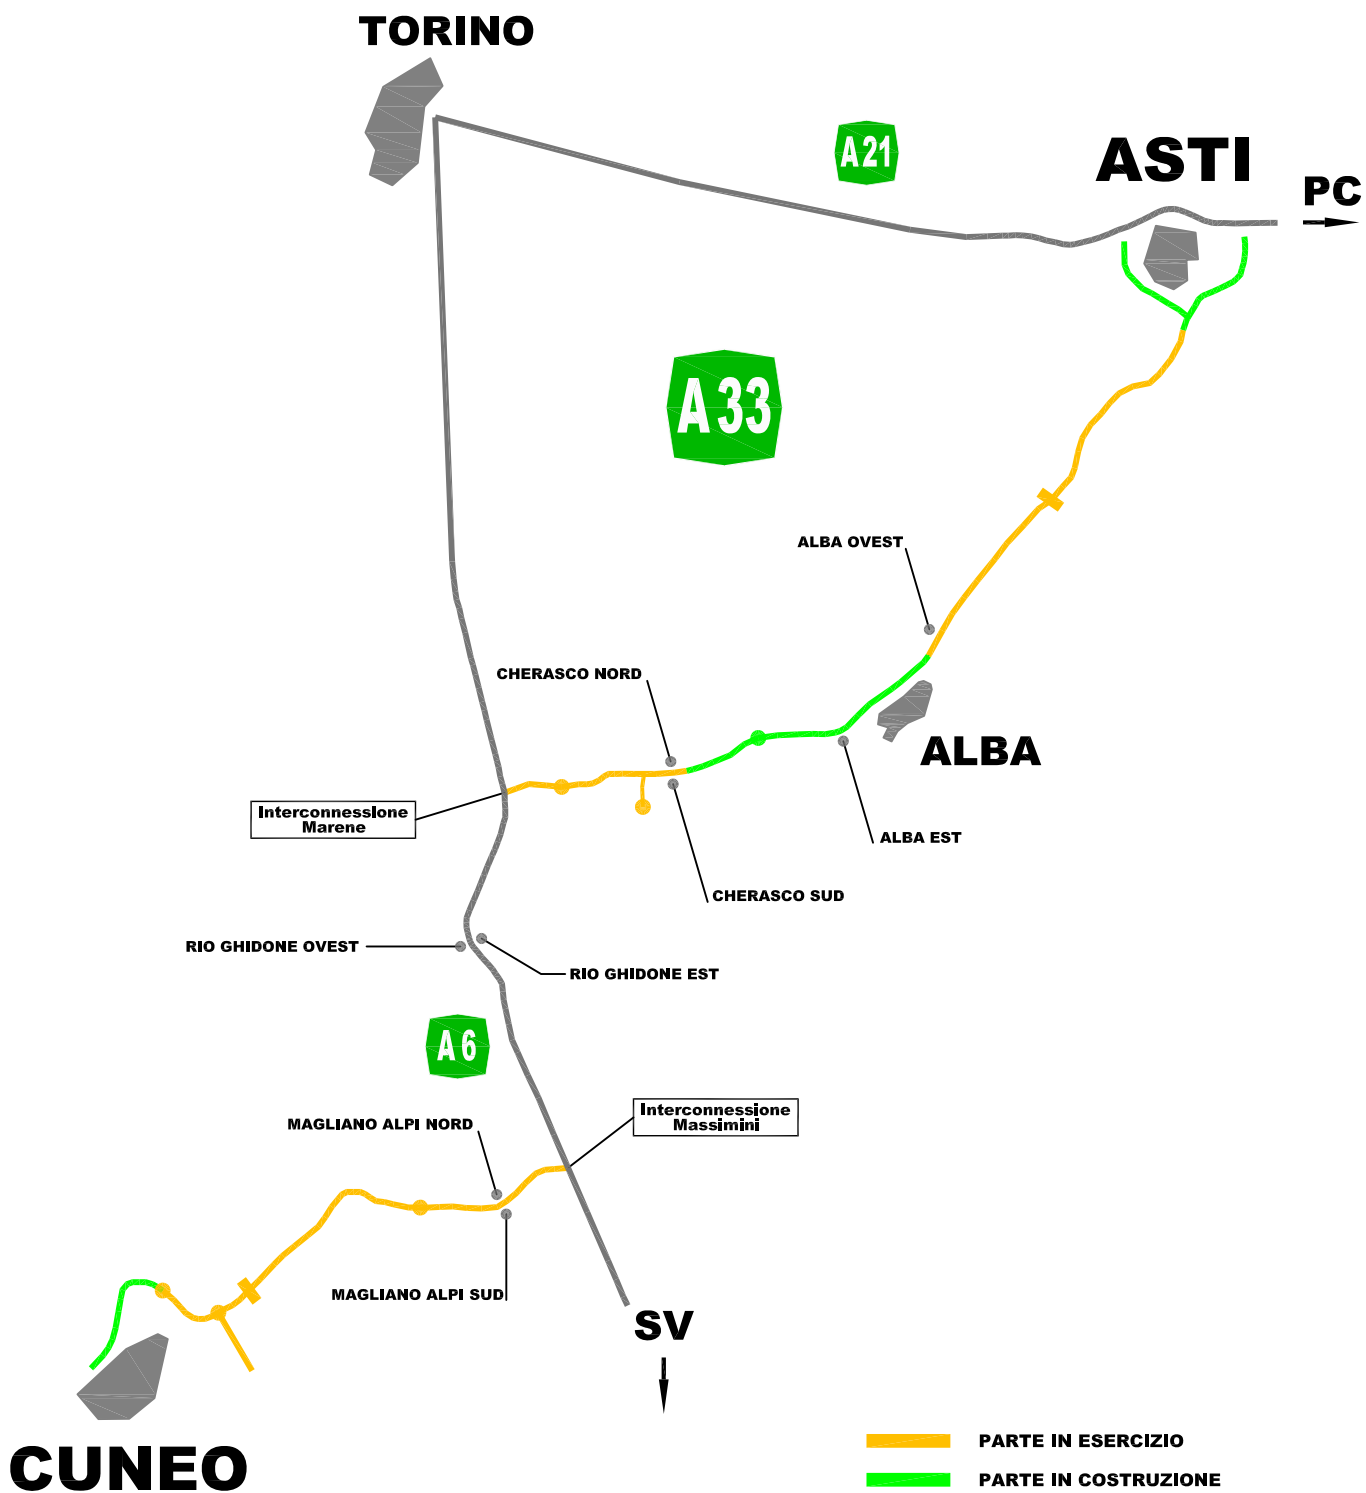 TORINO
A21
ASTI
PC
A33
ALBA OVEST
CHERASCO NORD
ALBA
Interconnessione
Marene
ALBA EST
CHERASCO SUD
RIO GHIDONE OVEST
RIO GHIDONE EST
A6
Interconnessione
Massimini
MAGLIANO ALPI NORD
MAGLIANO ALPI SUD
SV
CUNEO
PARTE IN ESERCIZIO
PARTE IN COSTRUZIONE